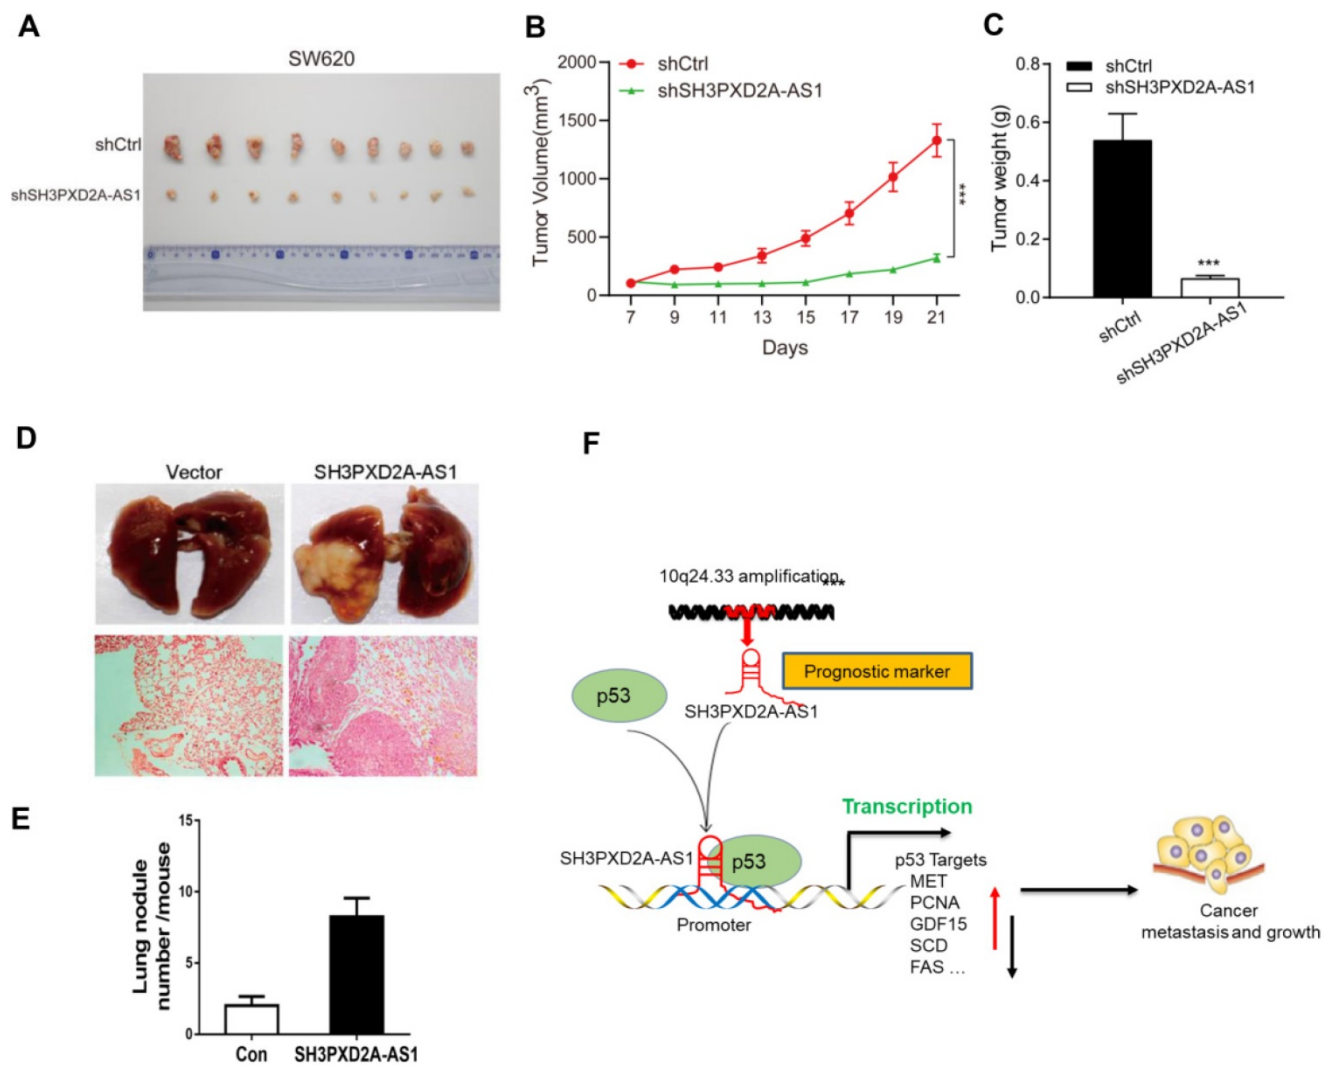 A
SW620
shCtrl
shSH3PXD2A-AS1
B
shCtrl
shSH3PXD2A-AS1
Tumor Volume(mm3)
2000
1500
1000
500
0
7 9 11 13 15 17 19 21
Days
***
C
shCtrl
shSH3PXD2A-AS1
Tumor weight (g)
0.8
0.6
0.4
0.2
0.0
***
shCtrl
shSH3PXD2A-AS1
D
Vector SH3PXD2A-AS1
E
Lung nodule
number /mouse
15
10
5
0
Con SH3PXD2A-AS1
F
10q24.33 amplification
***
Prognostic marker
p53
SH3PXD2A-AS1
Transcription
SH3PXD2A-AS1
p53
Promoter
p53 Targets
MET
PCNA
GDF15
SCD
FAS ...
Cancer
metastasis and growth